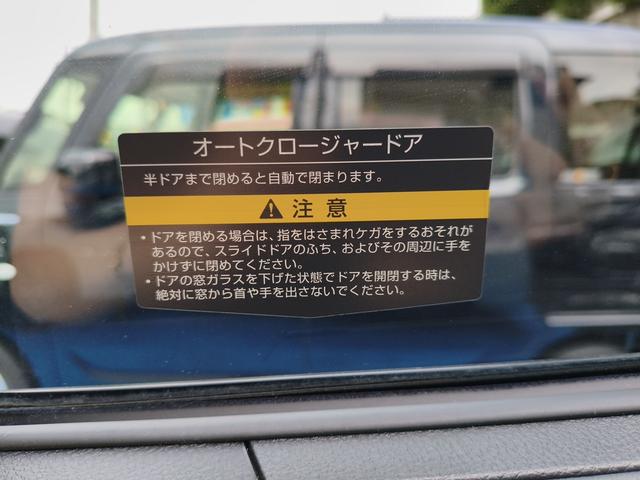 オートクロージャードア
半ドアまで閉めると自動で閉まります。
注意
•ドアを閉める場合は、指をはさまれケガをするおそれが
あるので、スライドドアのふち、およびその周辺に手を
かけずに閉めてください。
•ドアの窓ガラスを下げた状態でドアを開閉する時は、
絶対に窓から首や手を出さないでください。